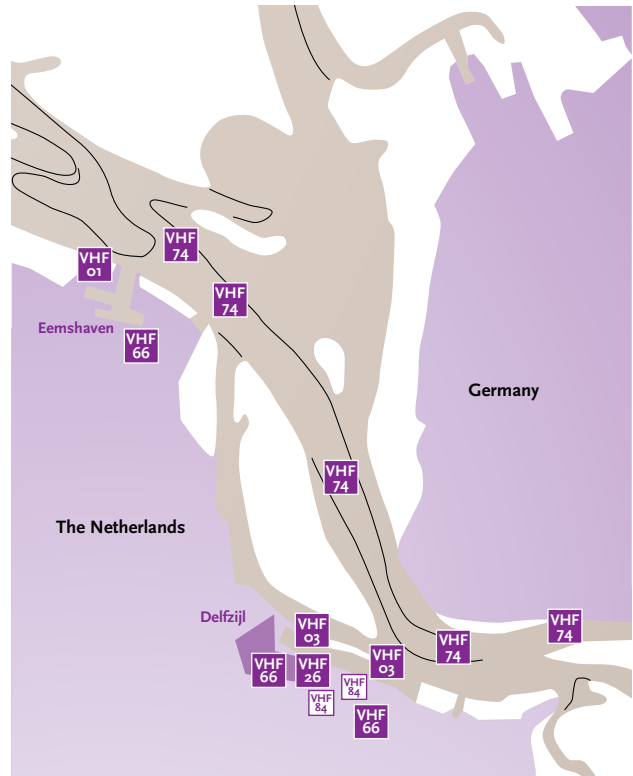 VHF
74
VHF
01
VHF
74
Eemshaven
VHF
66
Germany
VHF
74
The Netherlands
Delfzijl
VHF
03
VHF
74
VHF
74
VHF
66
VHF
26
VHF
03
VHF
84
VHF
84
VHF
66